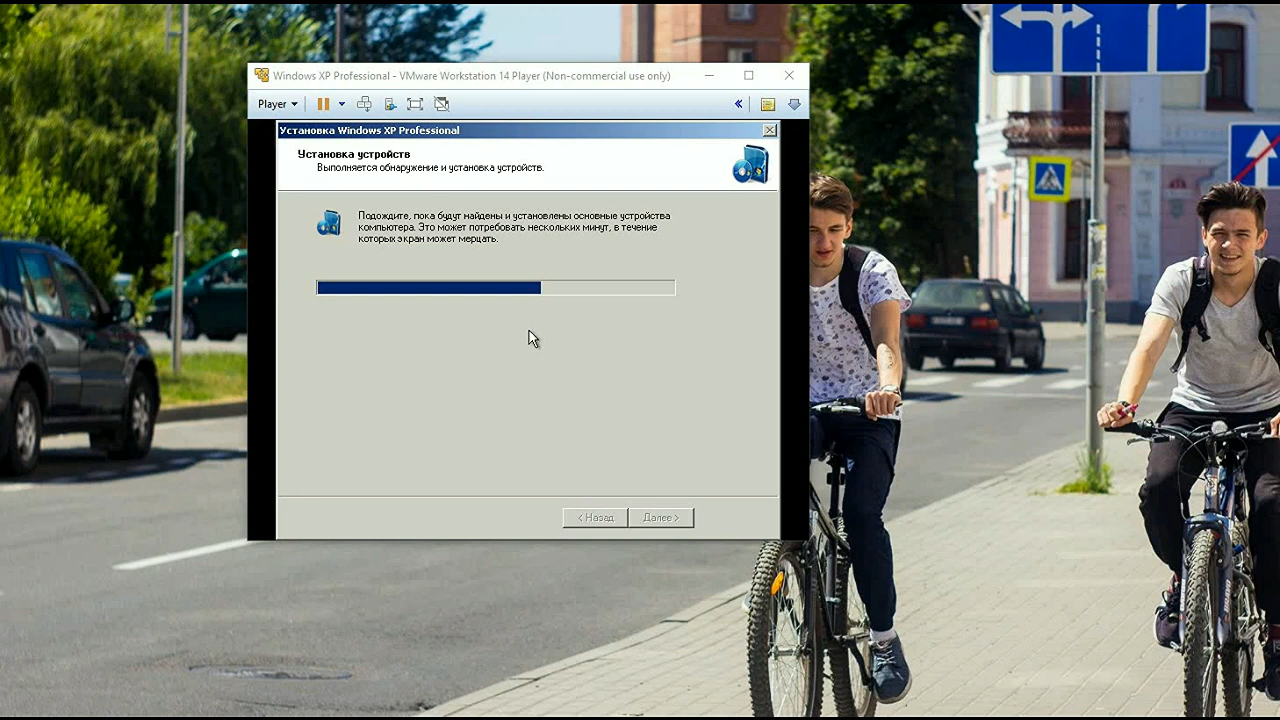 Windows XP Professional - VMware Workstation 14 Player (Non-commercial use only)
Player
Установка Windows XP Professional
Установка устройств
Выполняется обнаружение и установка устройств.
Подождите, пока будут найдены и установлены основные устройства
компьютера. Это может потребовать нескольких минут, в течение
которых экран может мерцать.
< Назад
Далее >